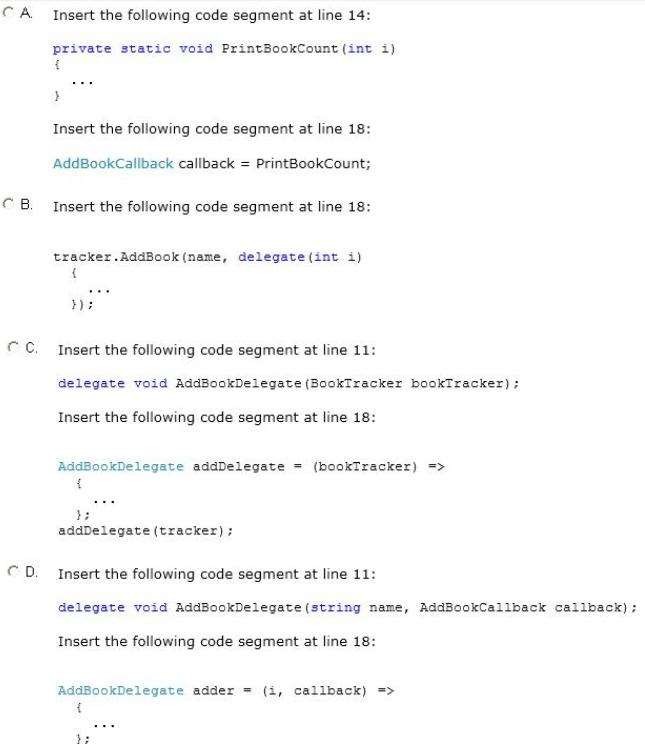 A. Insert the following code segment at line 14:
private static void PrintBookCount(int i)
{
...
}
Insert the following code segment at line 18:
AddBookCallback callback = PrintBookCount;
B. Insert the following code segment at line 18:
tracker.AddBook(name, delegate(int i)
{
...
});
C. Insert the following code segment at line 11:
delegate void AddBookDelegate(BookTracker bookTracker);
Insert the following code segment at line 18:
AddBookDelegate addDelegate = (bookTracker) =>
{
...
};
addDelegate(tracker);
D. Insert the following code segment at line 11:
delegate void AddBookDelegate(string name, AddBookCallback callback);
Insert the following code segment at line 18:
AddBookDelegate adder = (i, callback) =>
{
...
};